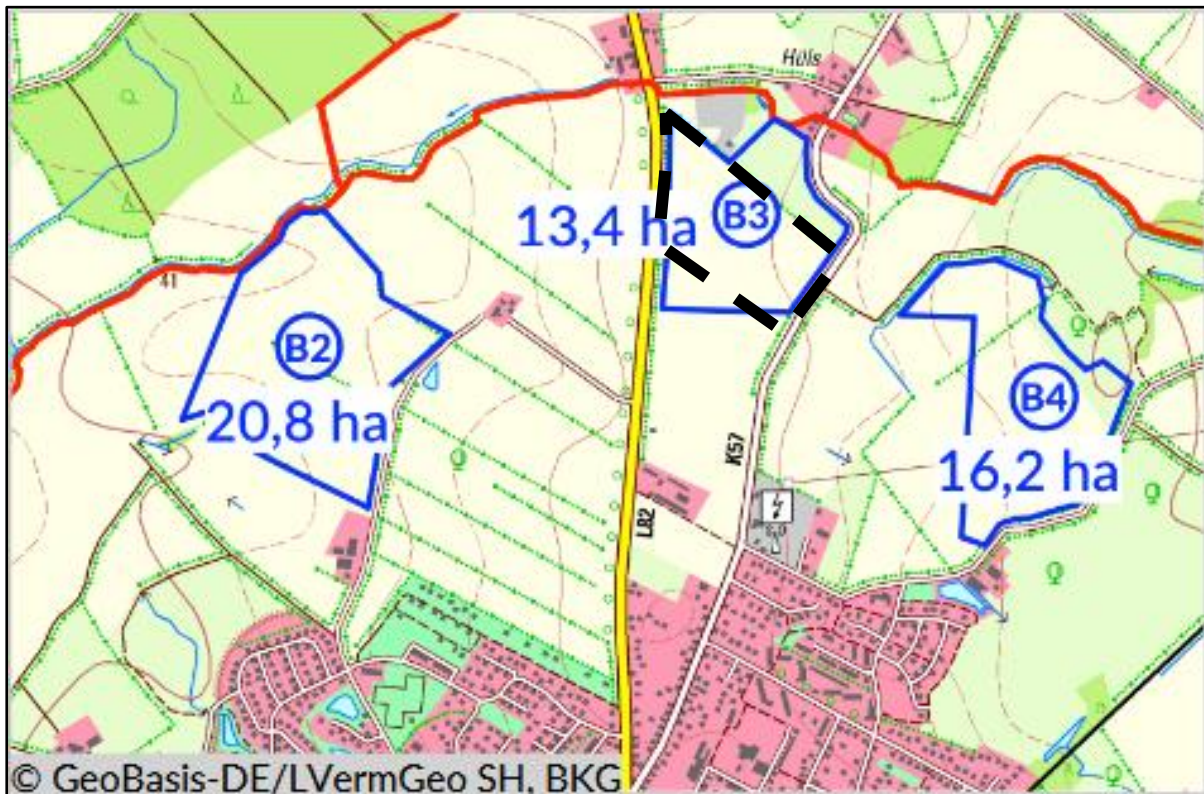 Hüls
B3
13,4 ha
41
B2
20,8 ha
B4
16,2 ha
K57
L82
© GeoBasis-DE/LVermGeo SH, BKG